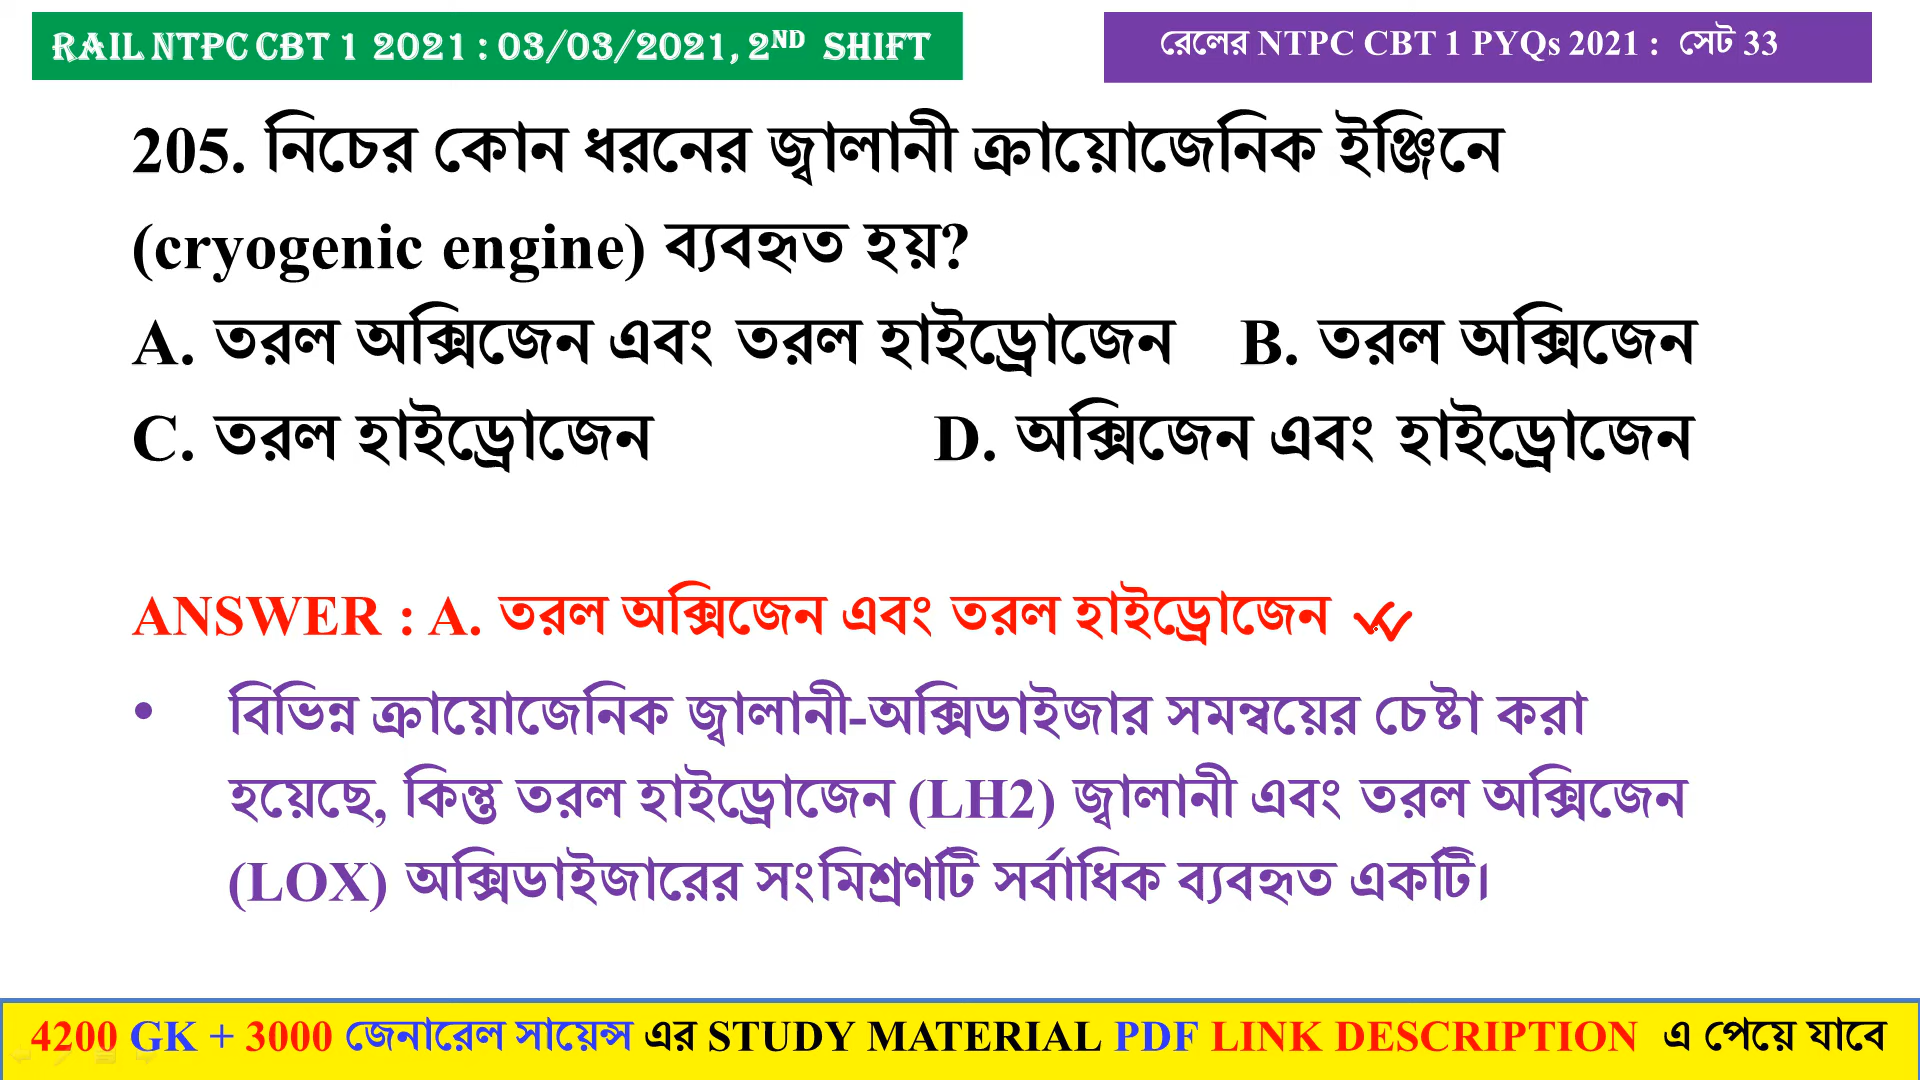 RAIL NTPC CBT 1 2021 : 03/03/2021, 2ND SHIFT
রেলের NTPC CBT 1 PYQs 2021 : সেট 33
205. নিচের কোন ধরনের জ্বালানী ক্রায়োজেনিক ইঞ্জিনে
(cryogenic engine) ব্যবহৃত হয়?
A. তরল অক্সিজেন এবং তরল হাইড্রোজেন B. তরল অক্সিজেন
C. তরল হাইড্রোজেন D. অক্সিজেন এবং হাইড্রোজেন
ANSWER : A. তরল অক্সিজেন এবং তরল হাইড্রোজেন
• বিভিন্ন ক্রায়োজেনিক জ্বালানী-অক্সিডাইজার সমন্বয়ের চেষ্টা করা
হয়েছে, কিন্তু তরল হাইড্রোজেন (LH2) জ্বালানী এবং তরল অক্সিজেন
(LOX) অক্সিডাইজারের সংমিশ্রণটি সর্বাধিক ব্যবহৃত একটি।
4200 GK + 3000 জেনারেল সায়েন্স এর STUDY MATERIAL PDF LINK DESCRIPTION এ পেয়ে যাবে